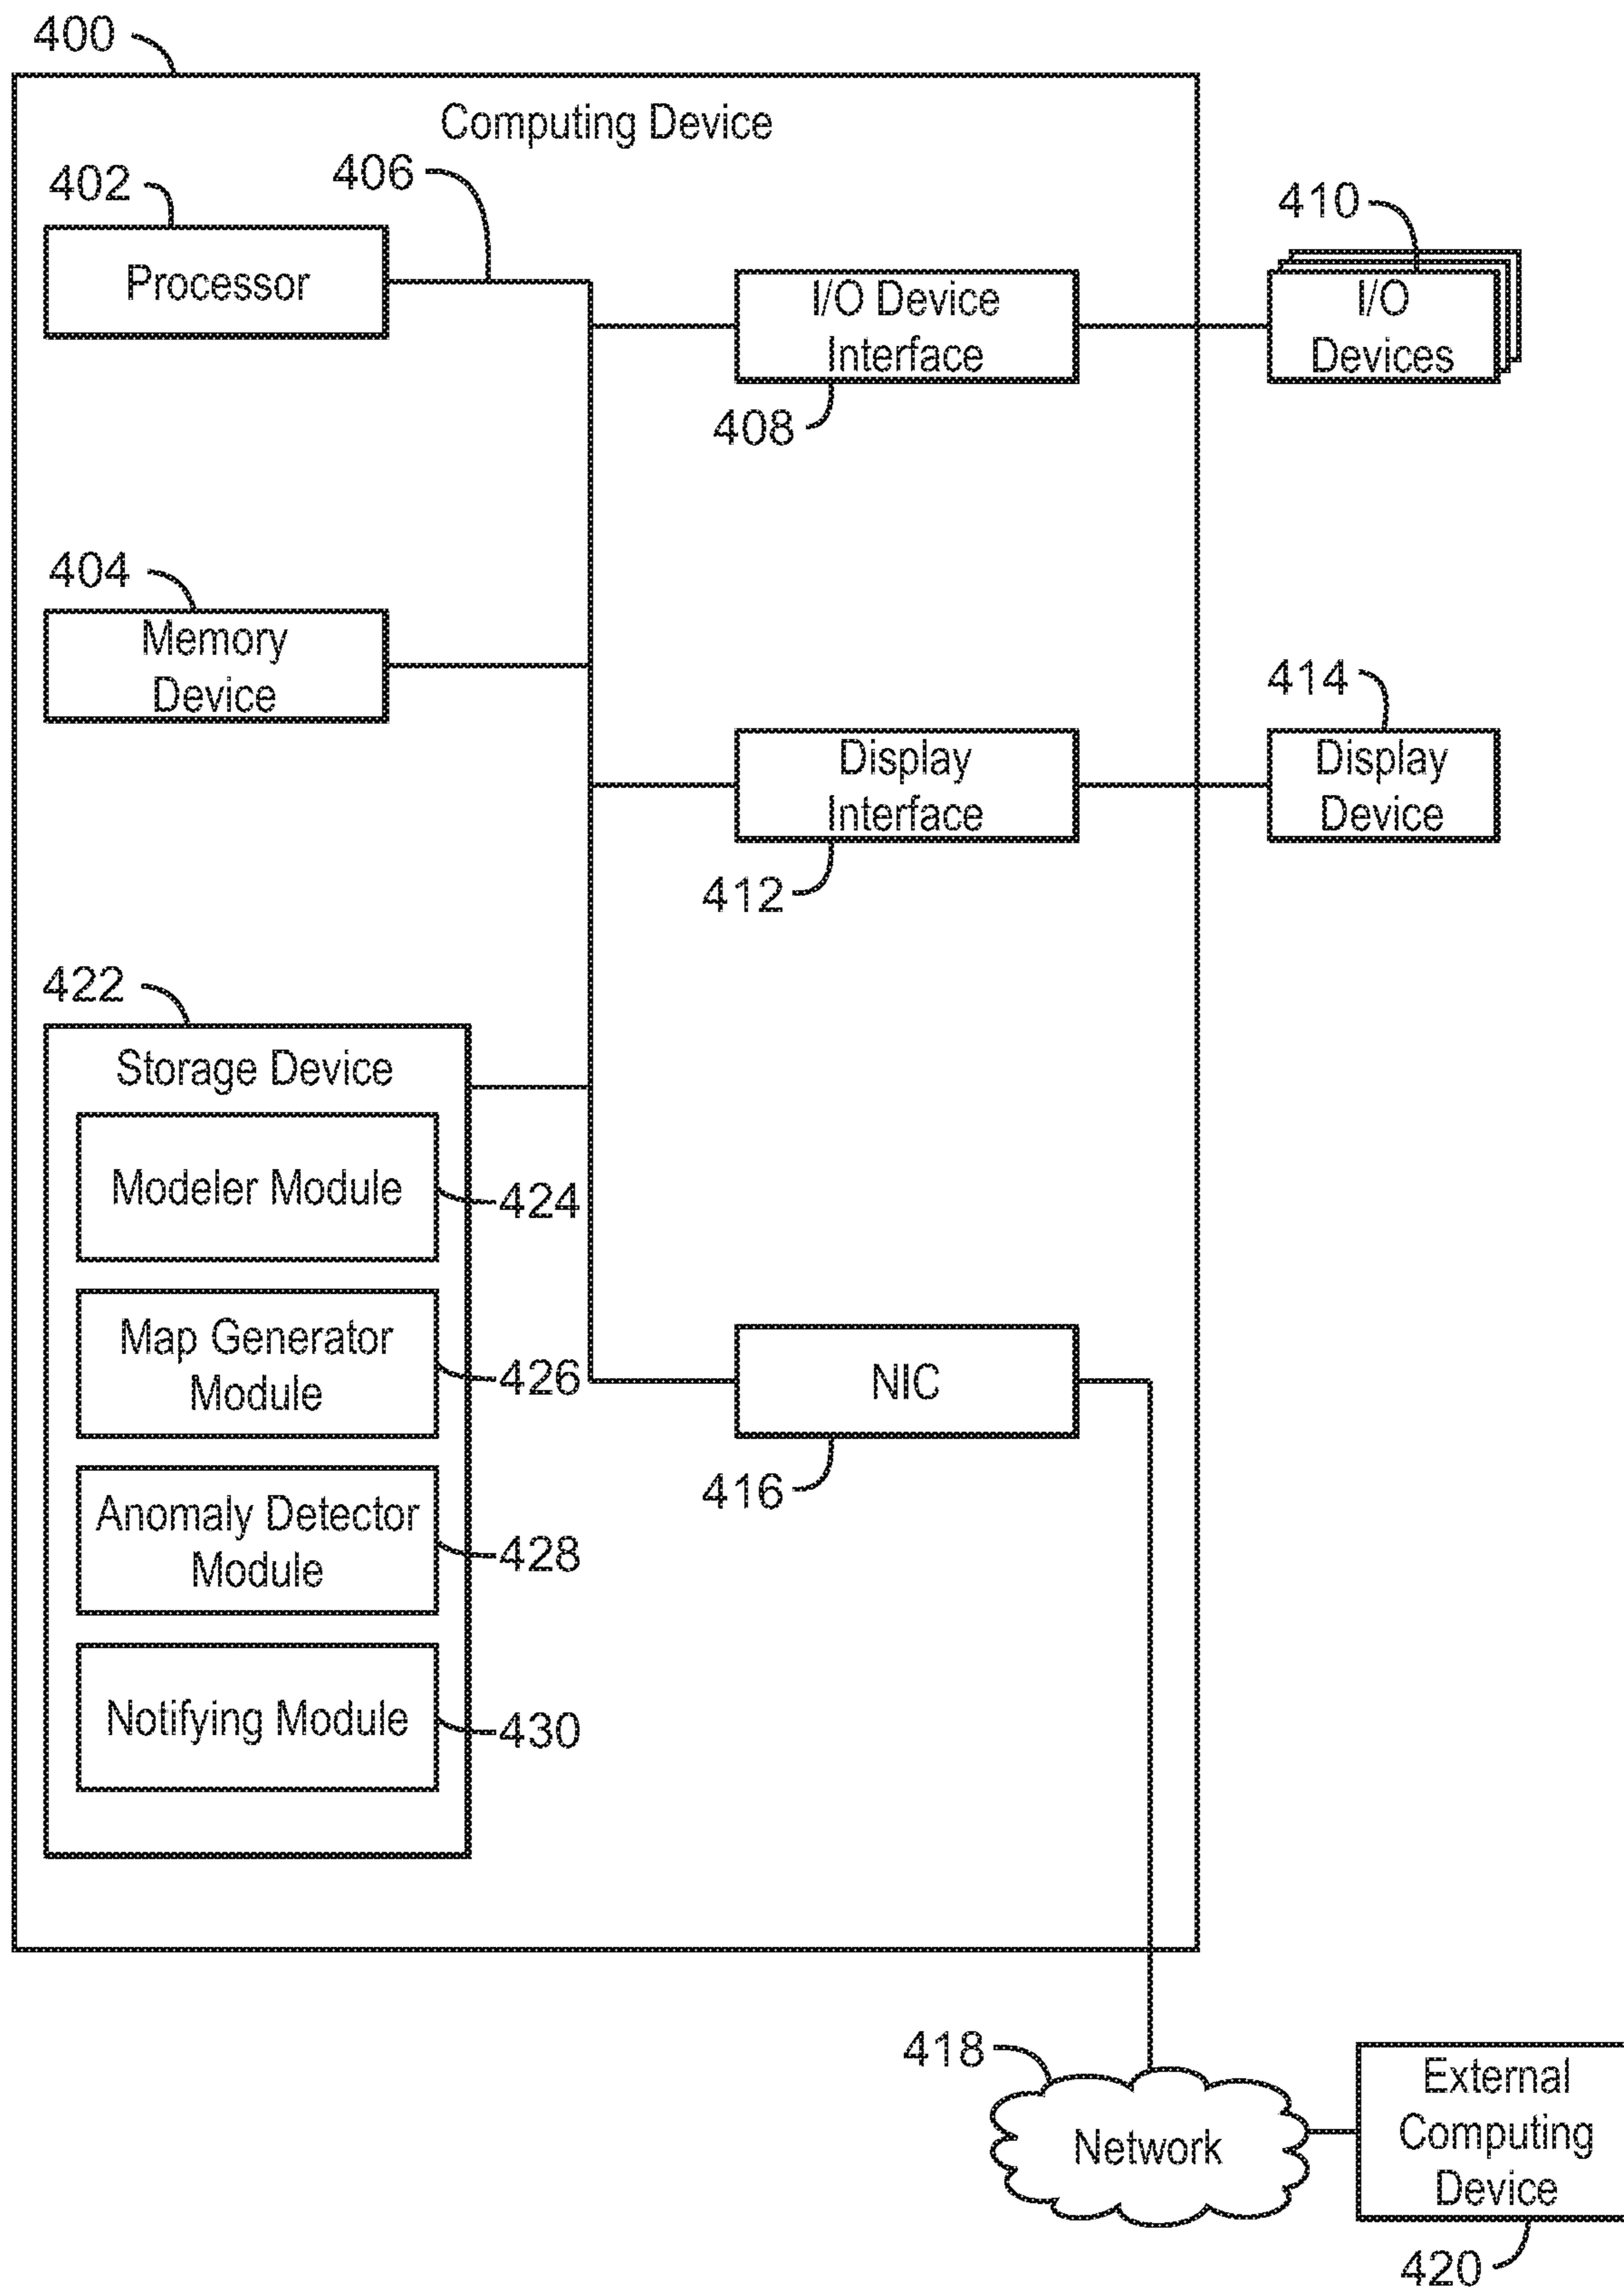 400
Computing Device
402
406
410
Processor
I/O Device
Interface
I/O
Devices
408
404
Memory
Device
414
Display
Interface
Display
Device
412
422
Storage Device
Modeler Module
424
Map Generator
Module
426
NIC
416
Anomaly Detector
Module
428
Notifying Module
430
418
Network
External
Computing
Device
420